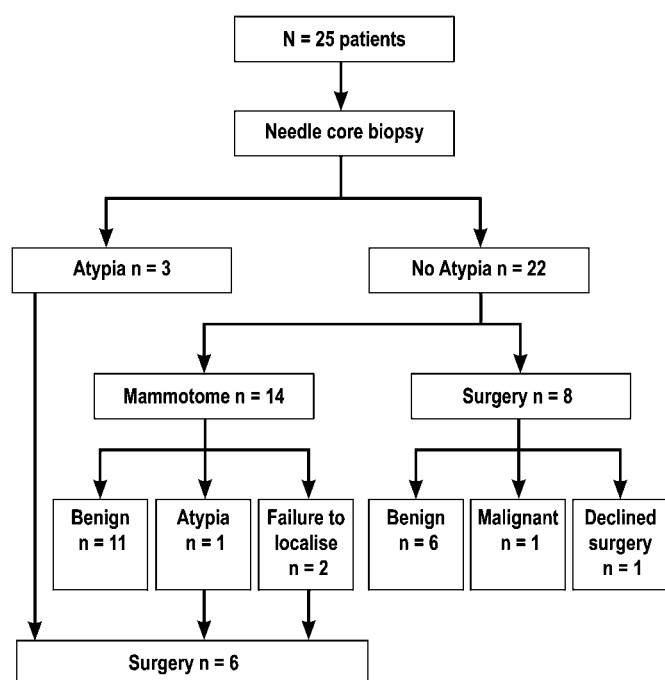 N = 25 patients
Needle core biopsy
Atypia n = 3
No Atypia n = 22
Mammotome n = 14
Surgery n = 8
Benign
n = 11
Atypia
n = 1
Failure to
localise
n = 2
Benign
n = 6
Malignant
n = 1
Declined
surgery
n = 1
Surgery n = 6